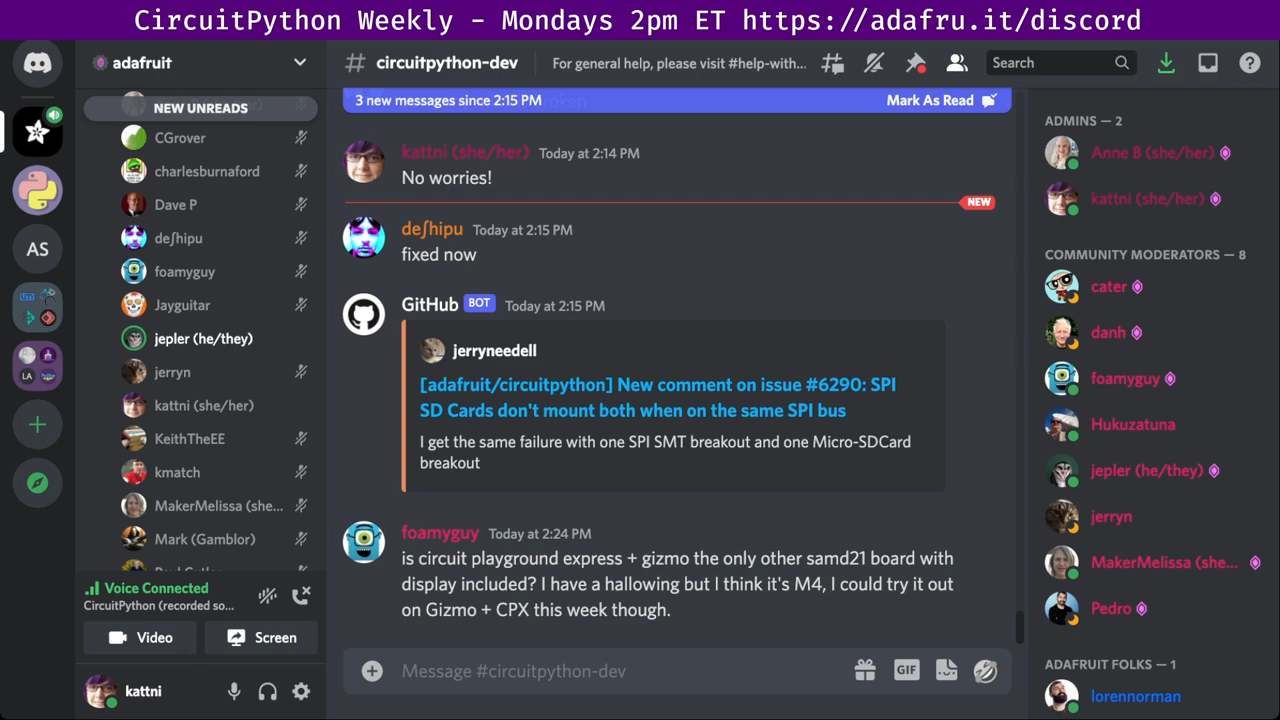 CircuitPython Weekly - Mondays 2pm ET https://adafru.it/discord
adafruit
NEW UNREADS
CGrover
charlesburnaford
Dave P
deʃhipu
foamyguy
Jayguitar
jepler (he/they)
jerryn
kattni (she/her)
KeithTheEE
kmatch
MakerMelissa (she...
Mark (Gamblor)
Voice Connected
CircuitPython (recorded so...
Video
Screen
kattni
AS
LA
circuitpython-dev
For general help, please visit #help-with...
Search
3 new messages since 2:15 PM
Mark As Read
kattni (she/her) Today at 2:14 PM
No worries!
NEW
deʃhipu Today at 2:15 PM
fixed now
GitHub BOT Today at 2:15 PM
jerryneedell
[adafruit/circuitpython] New comment on issue #6290: SPI
SD Cards don't mount both when on the same SPI bus
I get the same failure with one SPI SMT breakout and one Micro-SDCard
breakout
foamyguy Today at 2:24 PM
is circuit playground express + gizmo the only other samd21 board with
display included? I have a hallowing but I think it's M4, I could try it out
on Gizmo + CPX this week though.
Message #circuitpython-dev
GIF
ADMINS — 2
Anne B (she/her)
kattni (she/her)
COMMUNITY MODERATORS — 8
cater
danh
foamyguy
Hukuzatuna
jepler (he/they)
jerryn
MakerMelissa (she...
Pedro
ADAFRUIT FOLKS — 1
lorennorman